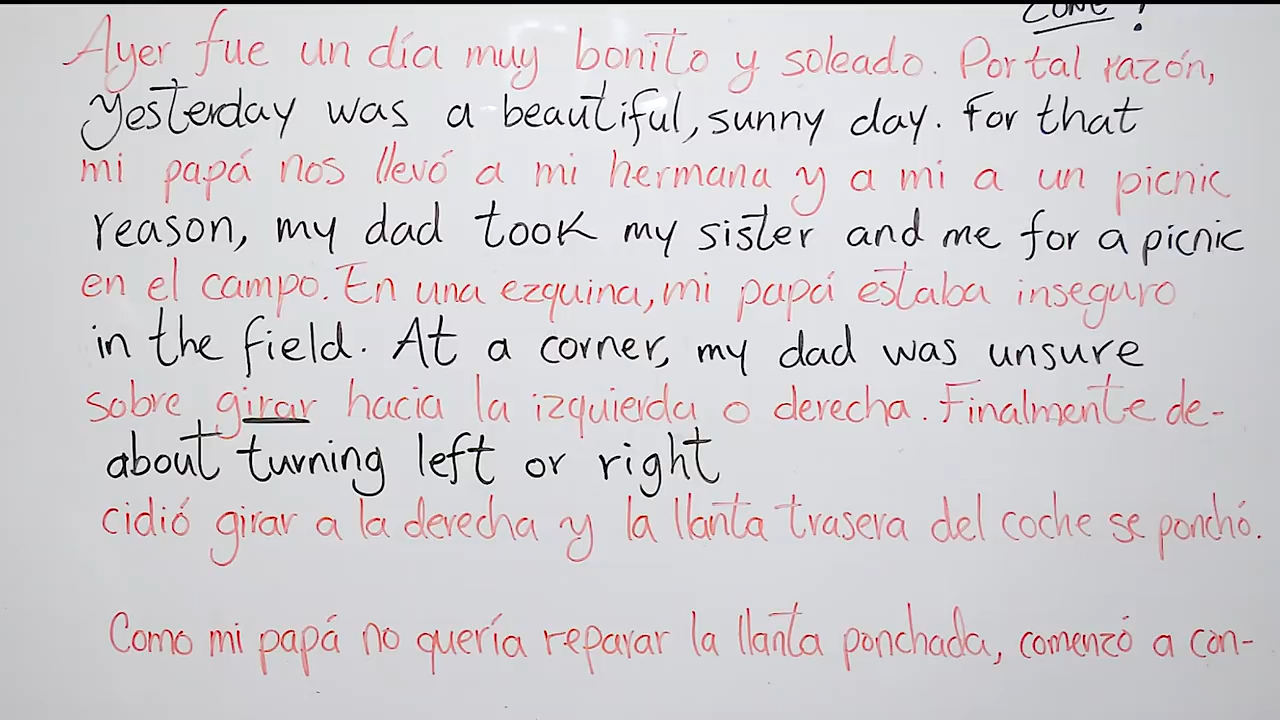 ZONE!
Ayer fue un día muy bonito y soleado. Por tal razón,
Yesterday was a beautiful, sunny day. For that
mi papá nos llevó a mi hermana y a mi a un picnic
reason, my dad took my sister and me for a picnic
en el campo. En una ezquina, mi papá estaba inseguro
in the field. At a corner, my dad was unsure
sobre girar hacia la izquierda o derecha. Finalmente de-
about turning left or right
cidió girar a la derecha y la llanta trasera del coche se ponchó.
Como mi papá no quería reparar la llanta ponchada, comenzó a con-